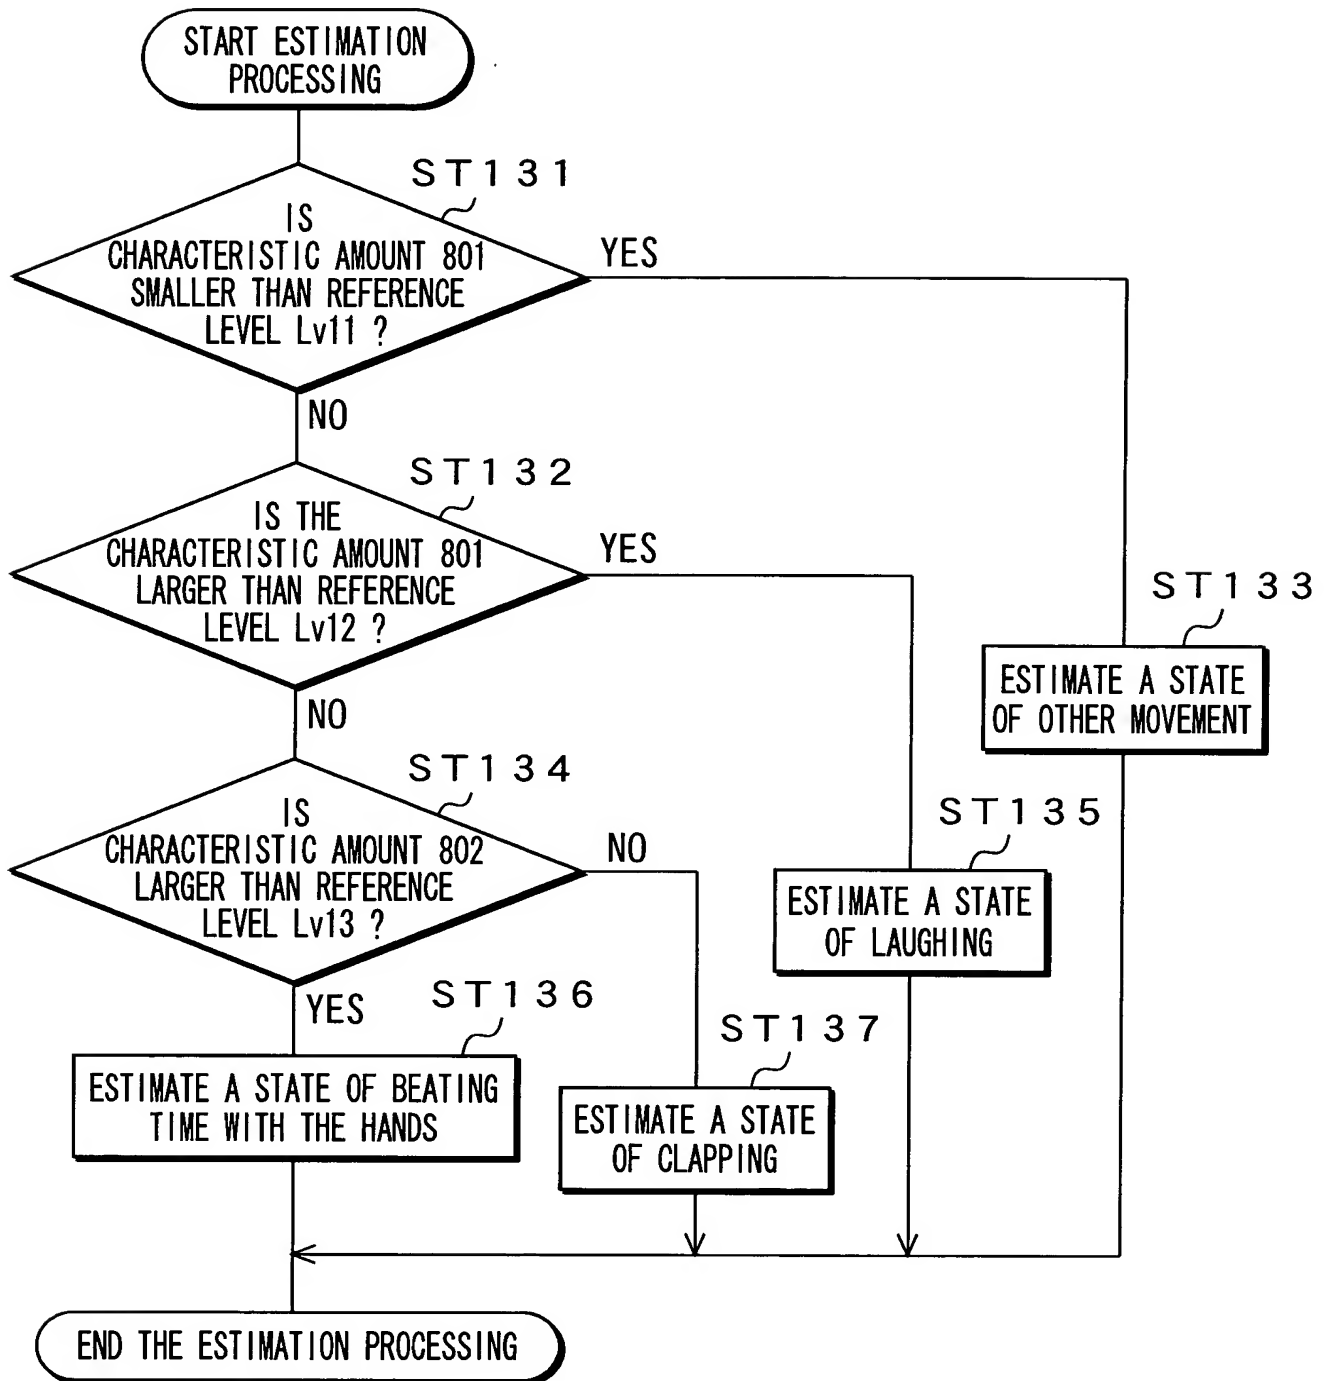 START ESTIMATION
PROCESSING
ST131
IS
CHARACTERISTIC AMOUNT 801
SMALLER THAN REFERENCE
LEVEL Lv11 ?
YES
NO
ST132
IS THE
CHARACTERISTIC AMOUNT 801
LARGER THAN REFERENCE
LEVEL Lv12 ?
YES
NO
ST133
ESTIMATE A STATE
OF OTHER MOVEMENT
ST134
IS
CHARACTERISTIC AMOUNT 802
LARGER THAN REFERENCE
LEVEL Lv13 ?
NO
YES
ST135
ESTIMATE A STATE
OF LAUGHING
ST136
ESTIMATE A STATE OF BEATING
TIME WITH THE HANDS
ST137
ESTIMATE A STATE
OF CLAPPING
END THE ESTIMATION PROCESSING